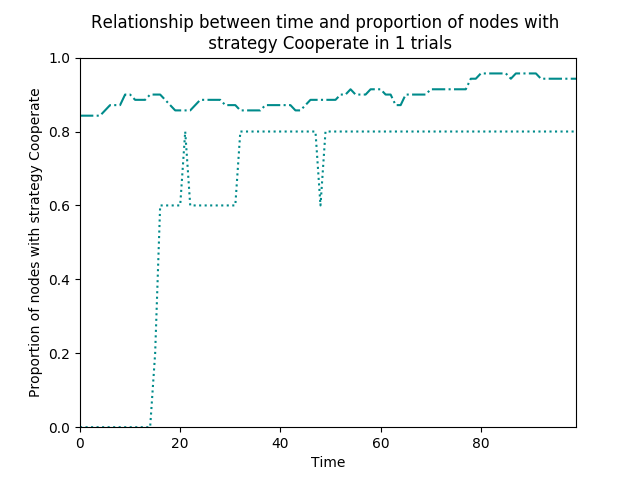 Relationship between time and proportion of nodes with
strategy Cooperate in 1 trials
Proportion of nodes with strategy Cooperate
1.0
0.8
0.6
0.4
0.2
0.0
0 20 40 60 80
Time